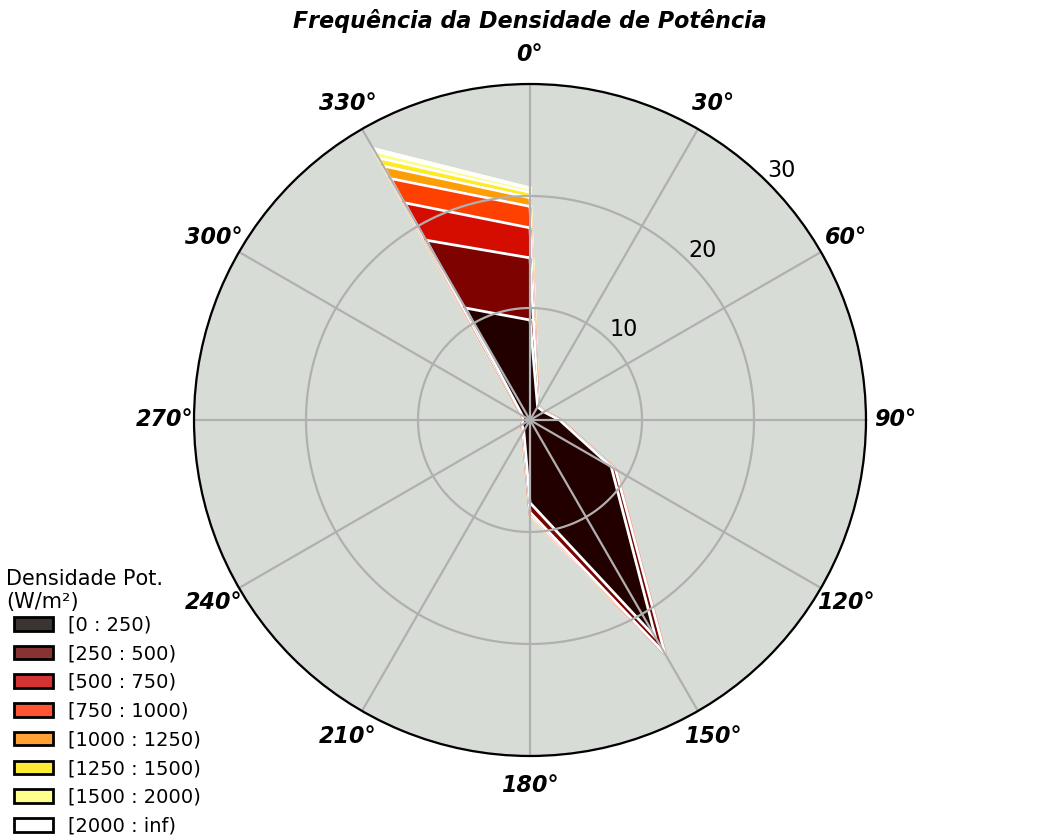 Frequência da Densidade de Potência
0°
330°
30°
30
300°
60°
20
10
270°
90°
240°
120°
210°
150°
180°
Densidade Pot.
(W/m²)
[0 : 250)
[250 : 500)
[500 : 750)
[750 : 1000)
[1000 : 1250)
[1250 : 1500)
[1500 : 2000)
[2000 : inf)